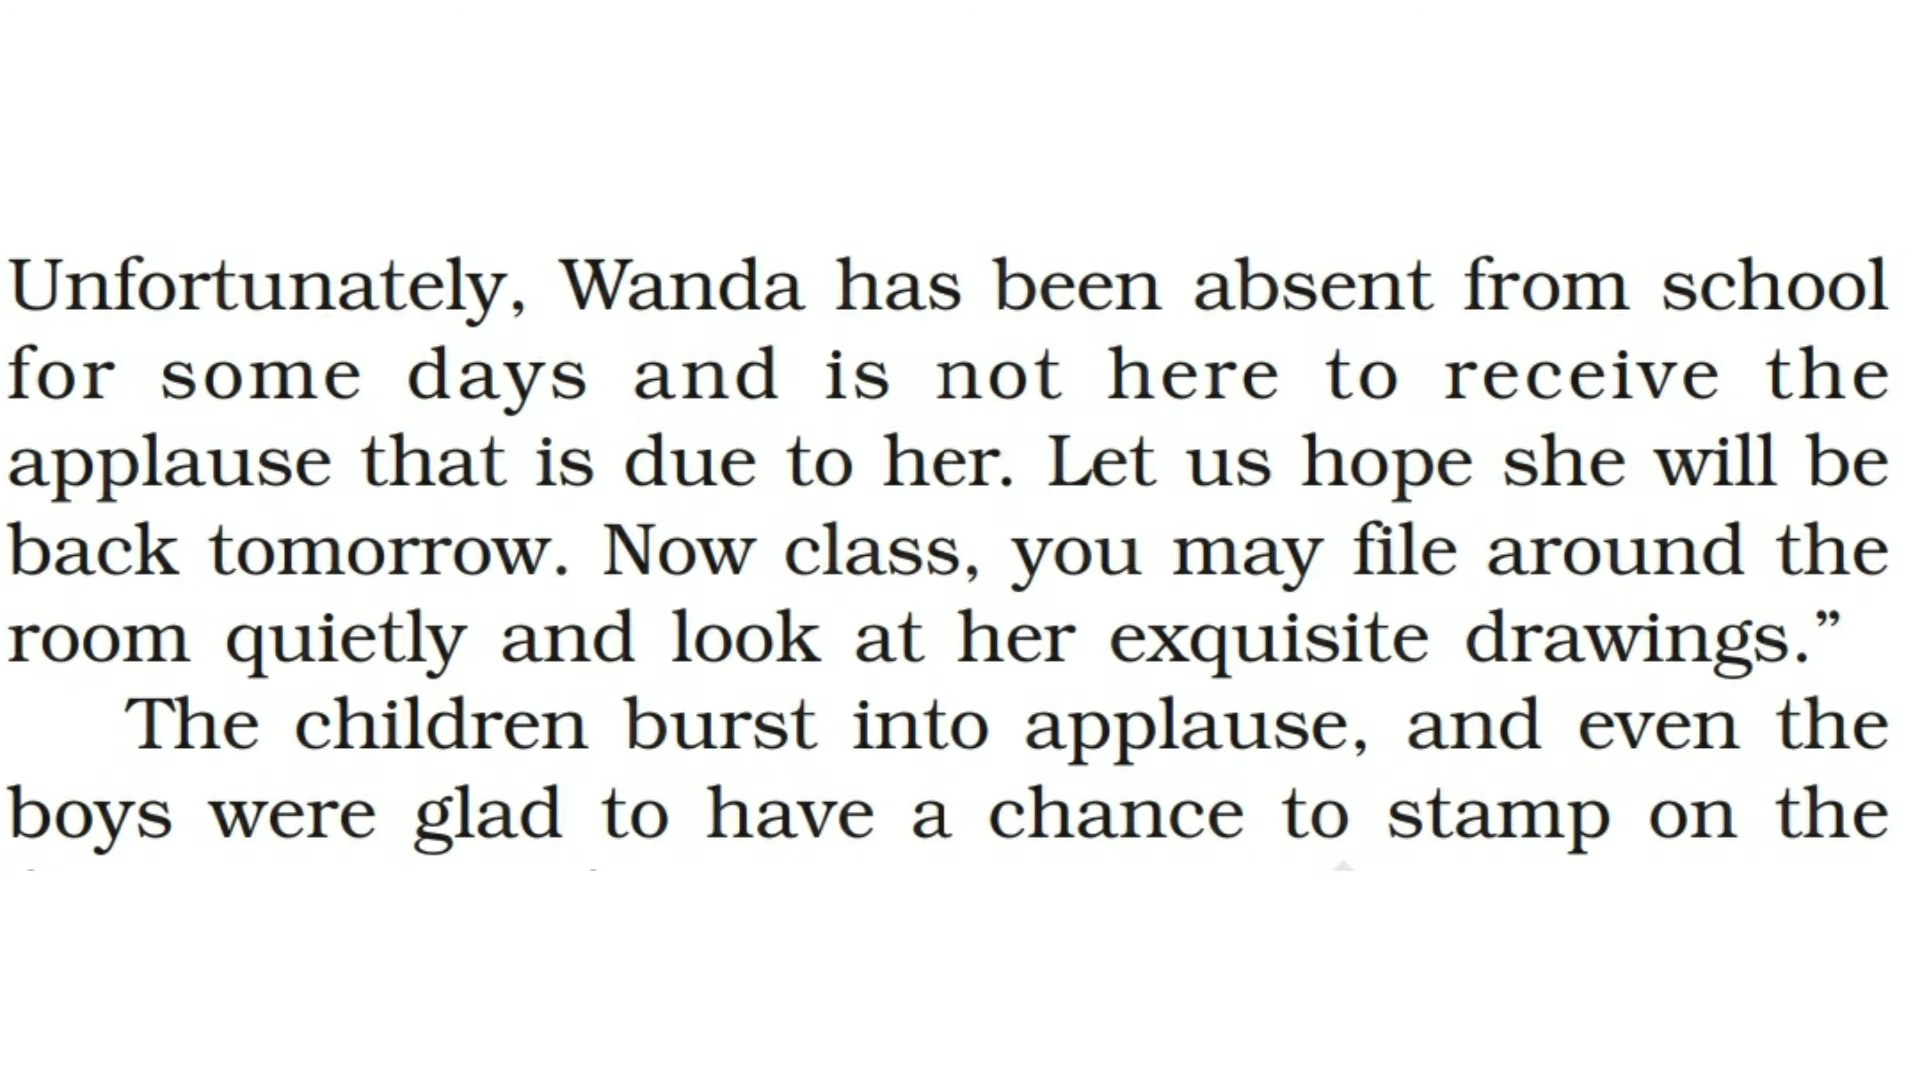 Unfortunately, Wanda has been absent from school
for some days and is not here to receive the
applause that is due to her. Let us hope she will be
back tomorrow. Now class, you may file around the
room quietly and look at her exquisite drawings.”
The children burst into applause, and even the
boys were glad to have a chance to stamp on the